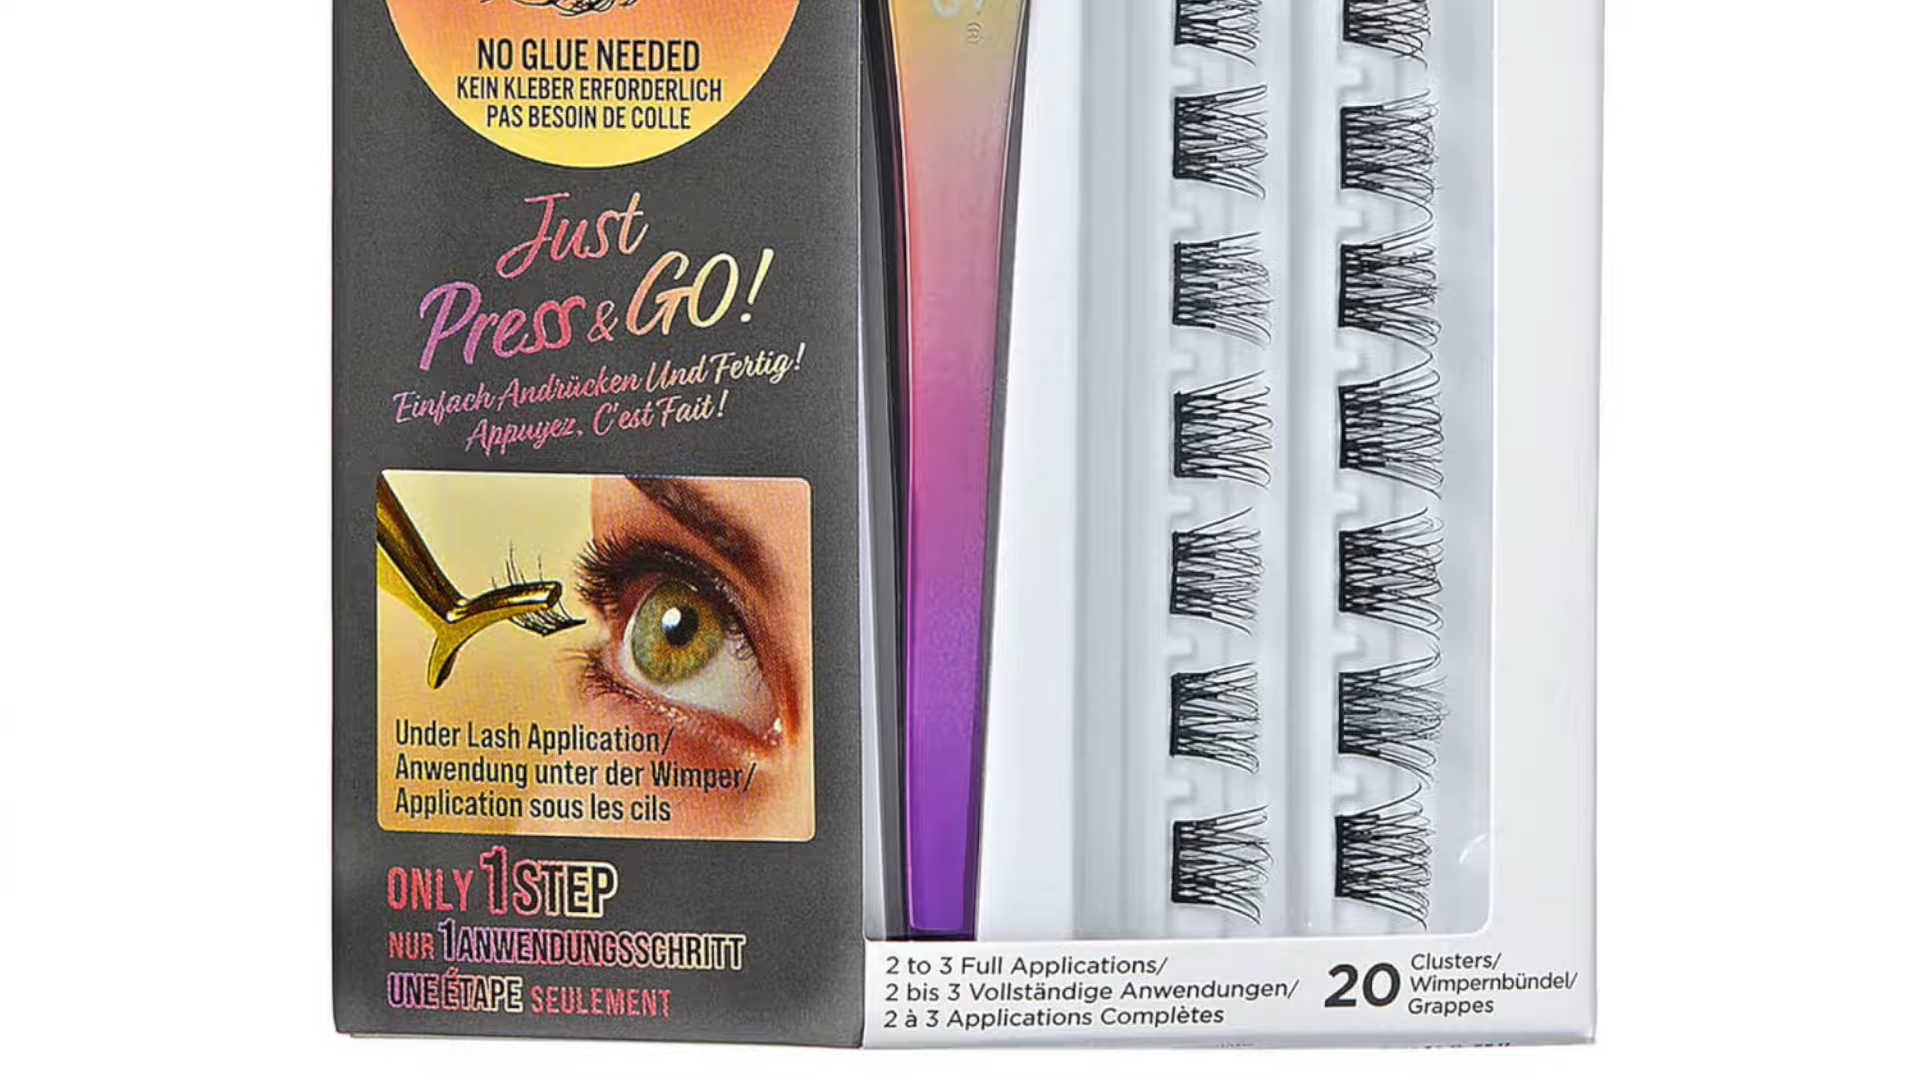 NO GLUE NEEDED
KEIN KLEBER ERFORDERLICH
PAS BESOIN DE COLLE
Just
Press & GO!
Einfach Andrücken Und Fertig!
Appuyez, C'est Fait!
Under Lash Application/
Anwendung unter der Wimper/
Application sous les cils
ONLY 1 STEP
NUR 1 ANWENDUNGSSCHRITT
UNE ÉTAPE SEULEMENT
®
2 to 3 Full Applications/
2 bis 3 Vollständige Anwendungen/
2 à 3 Applications Complètes
20
Clusters/
Wimpernbündel/
Grappes